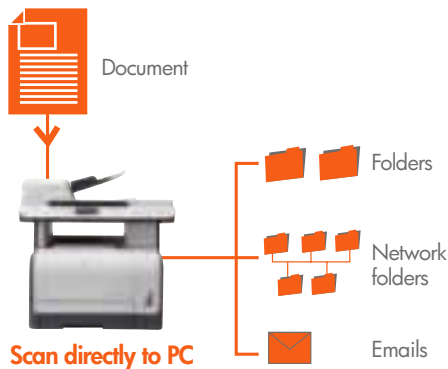 Document
Folders
Network
folders
Emails
Scan directly to PC